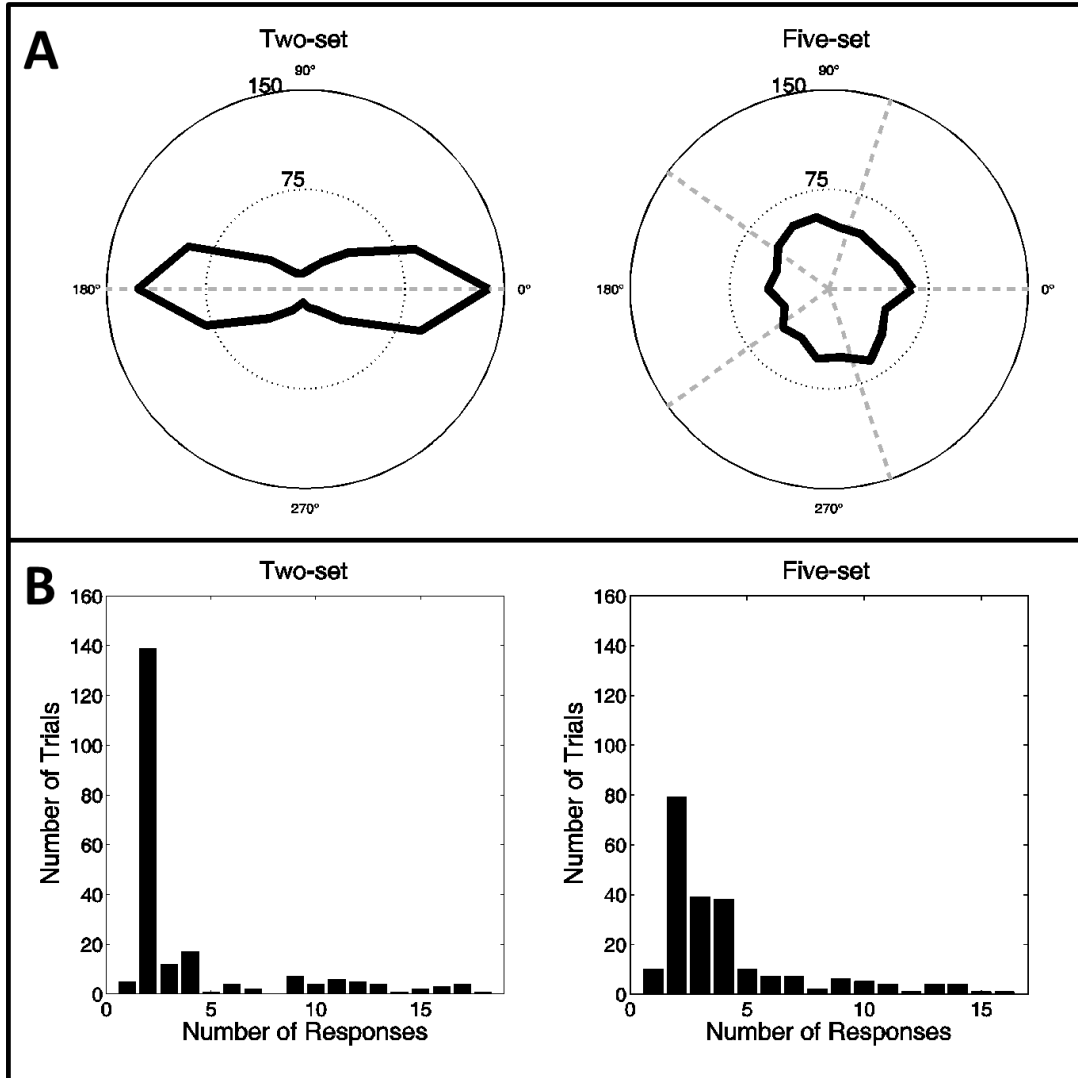 A
Two-set
90°
150
75
180°
0°
270°
Five-set
90°
150
75
180°
0°
270°
B
Two-set
Number of Trials
160
140
120
100
80
60
40
20
0
0 5 10 15
Number of Responses
Five-set
Number of Trials
160
140
120
100
80
60
40
20
0
0 5 10 15
Number of Responses